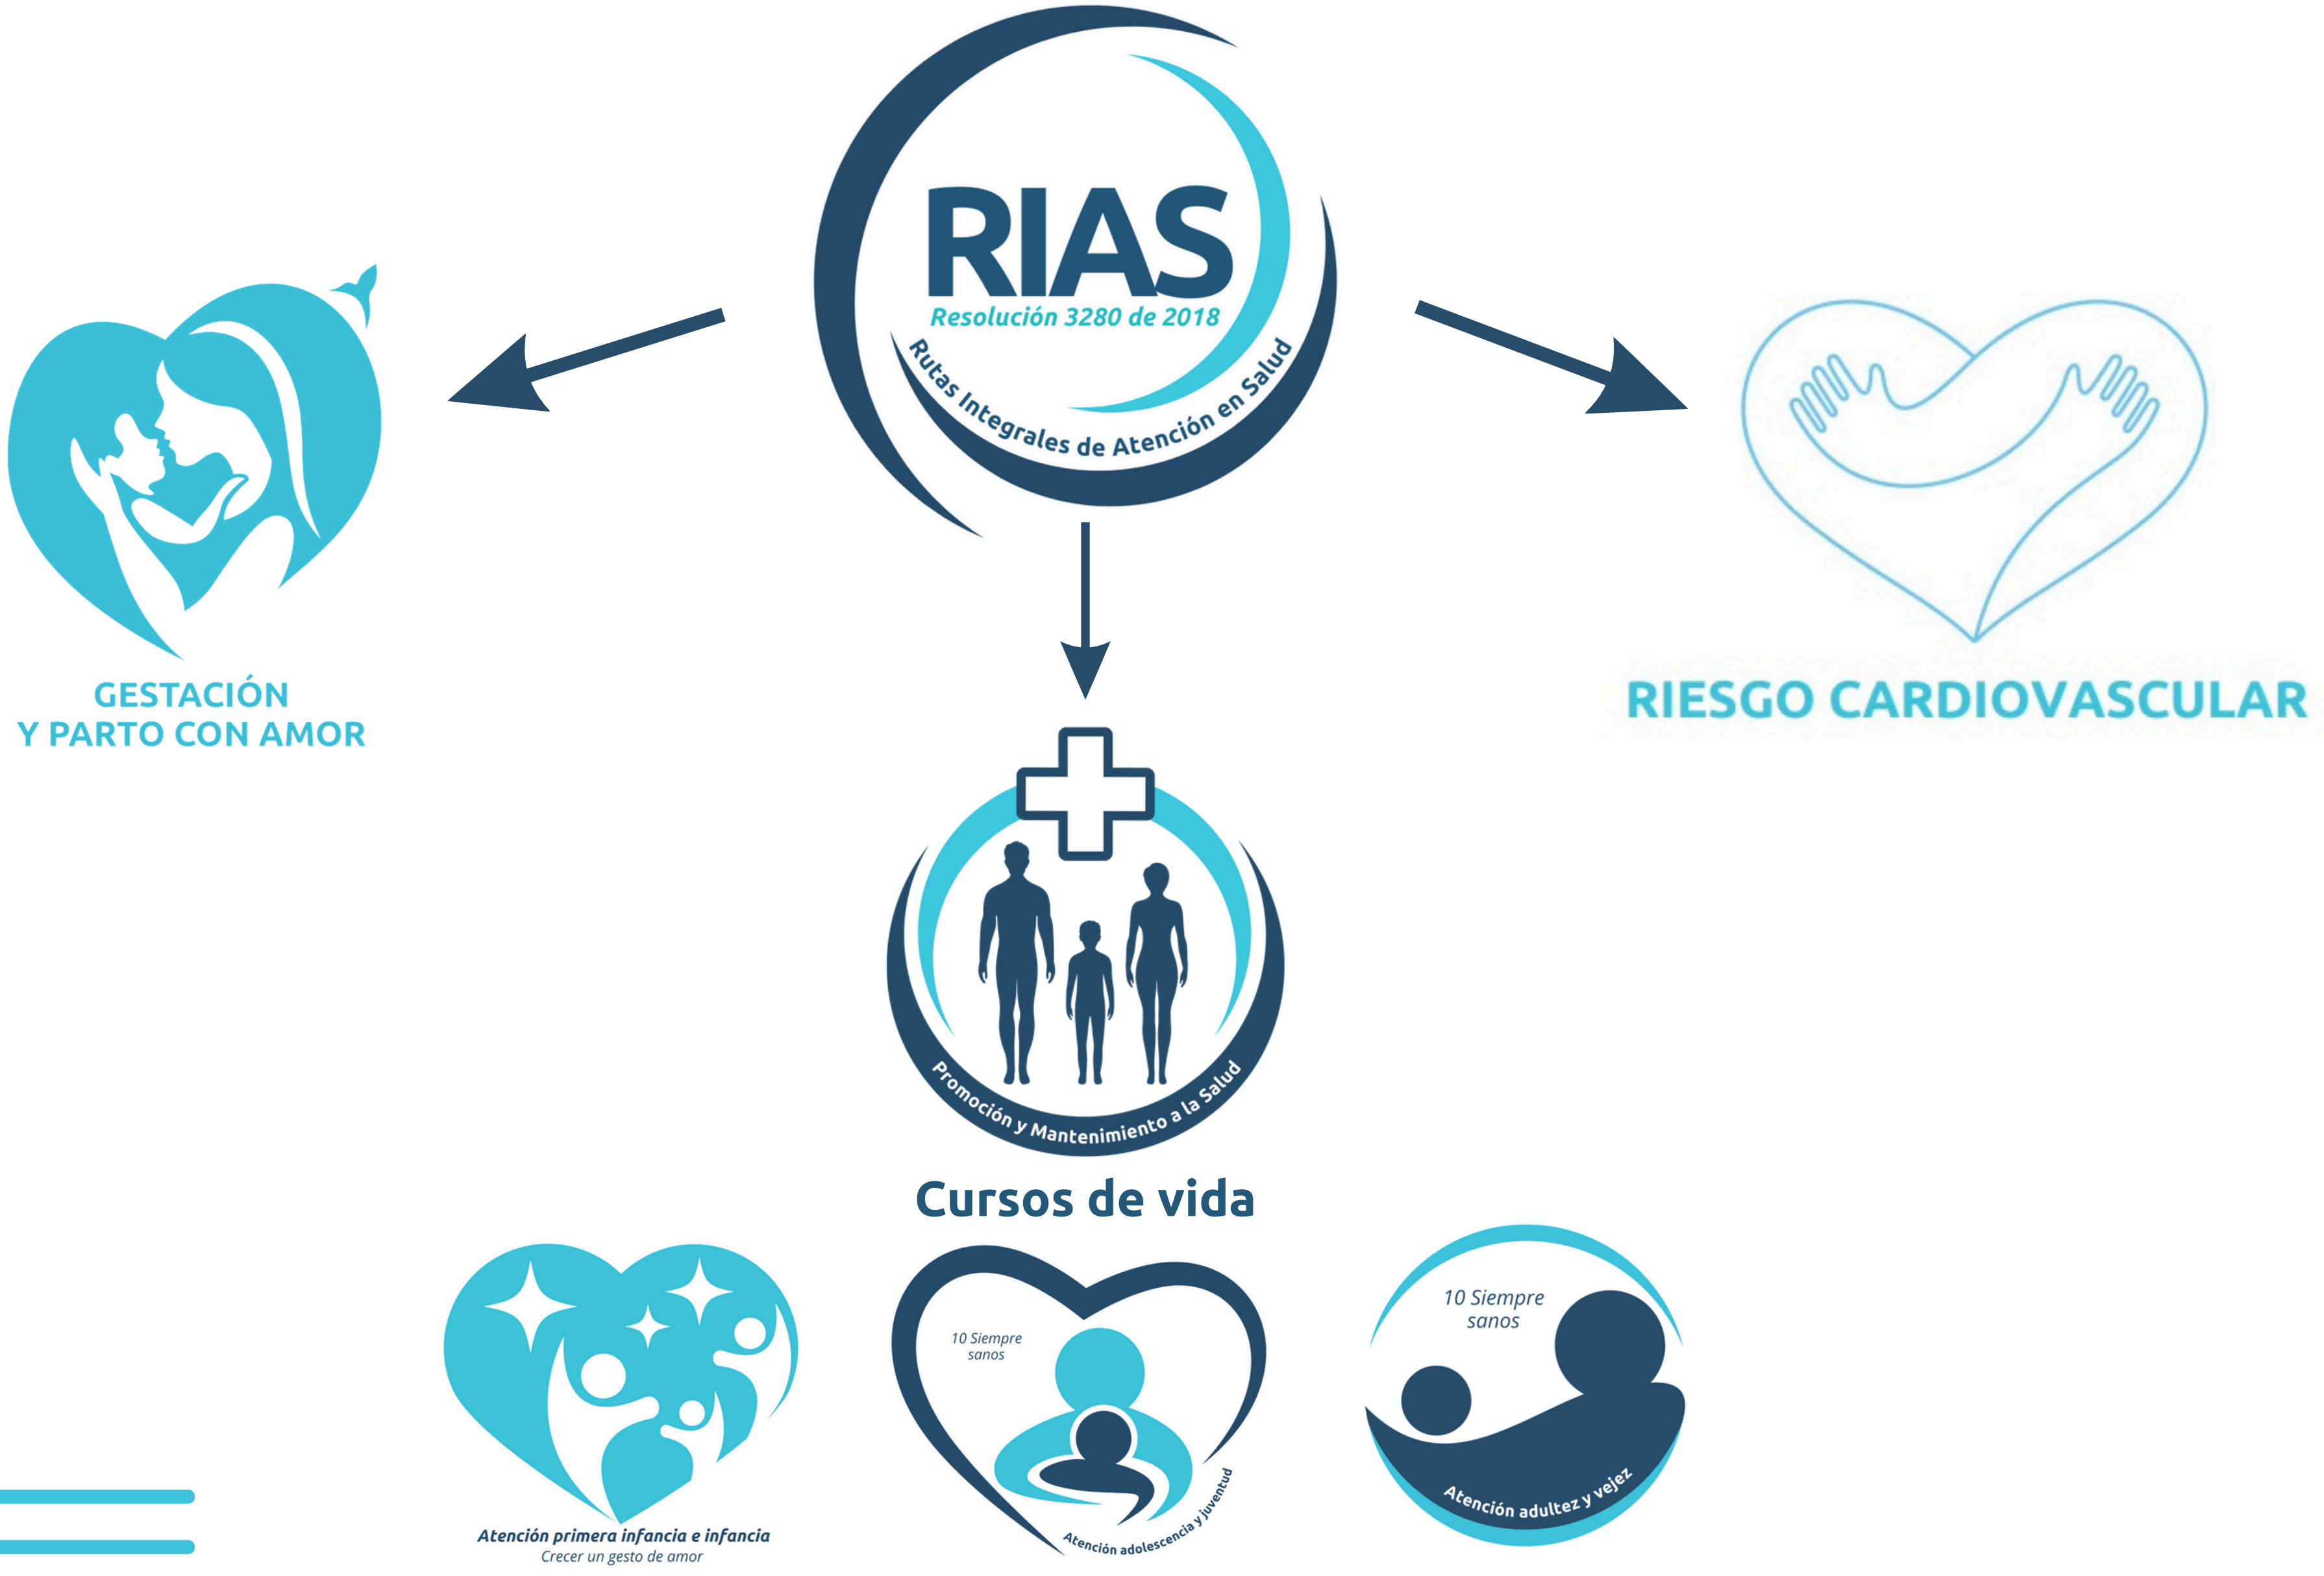 RIAS
Resolución 3280 de 2018
Rutas Integrales de Atención en Salud
GESTACIÓN
Y PARTO CON AMOR
RIESGO CARDIOVASCULAR
Promoción y Mantenimiento a la Salud
Cursos de vida
Atención primera infancia e infancia
Crecer un gesto de amor
10 Siempre
sanos
Atención adolescencia y juventud
10 Siempre
sanos
Atención adultez y vejez